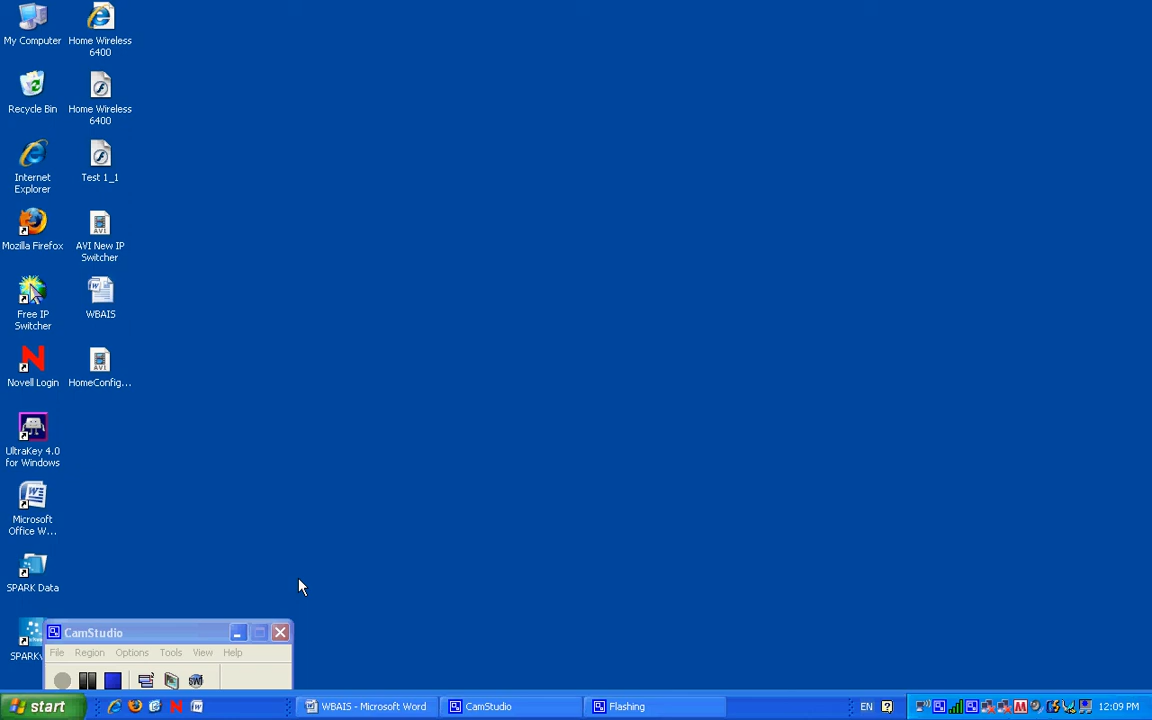 My Computer
Home Wireless
6400
Recycle Bin
Home Wireless
6400
Internet
Explorer
Test 1_1
Mozilla Firefox
AVI New IP
Switcher
Free IP
Switcher
WBAIS
Novell Login
HomeConfig...
UltraKey 4.0
for Windows
Microsoft
Office W...
SPARK Data
CamStudio
File Region Options Tools View Help
start
WBAIS - Microsoft Word
CamStudio
Flashing
EN
12:09 PM